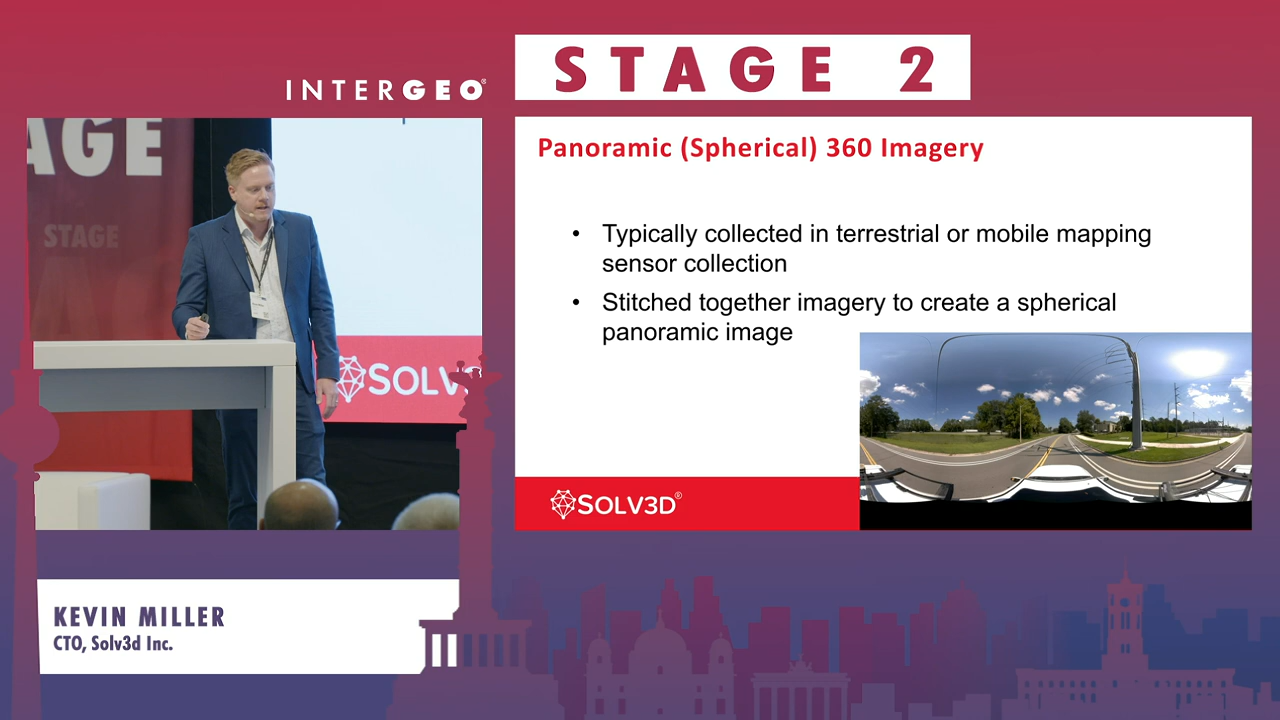 INTERGEO®
STAGE 2
AGE
STAGE
SOLV3
Panoramic (Spherical) 360 Imagery
• Typically collected in terrestrial or mobile mapping
sensor collection
• Stitched together imagery to create a spherical
panoramic image
SOLV3D®
KEVIN MILLER
CTO, Solv3d Inc.